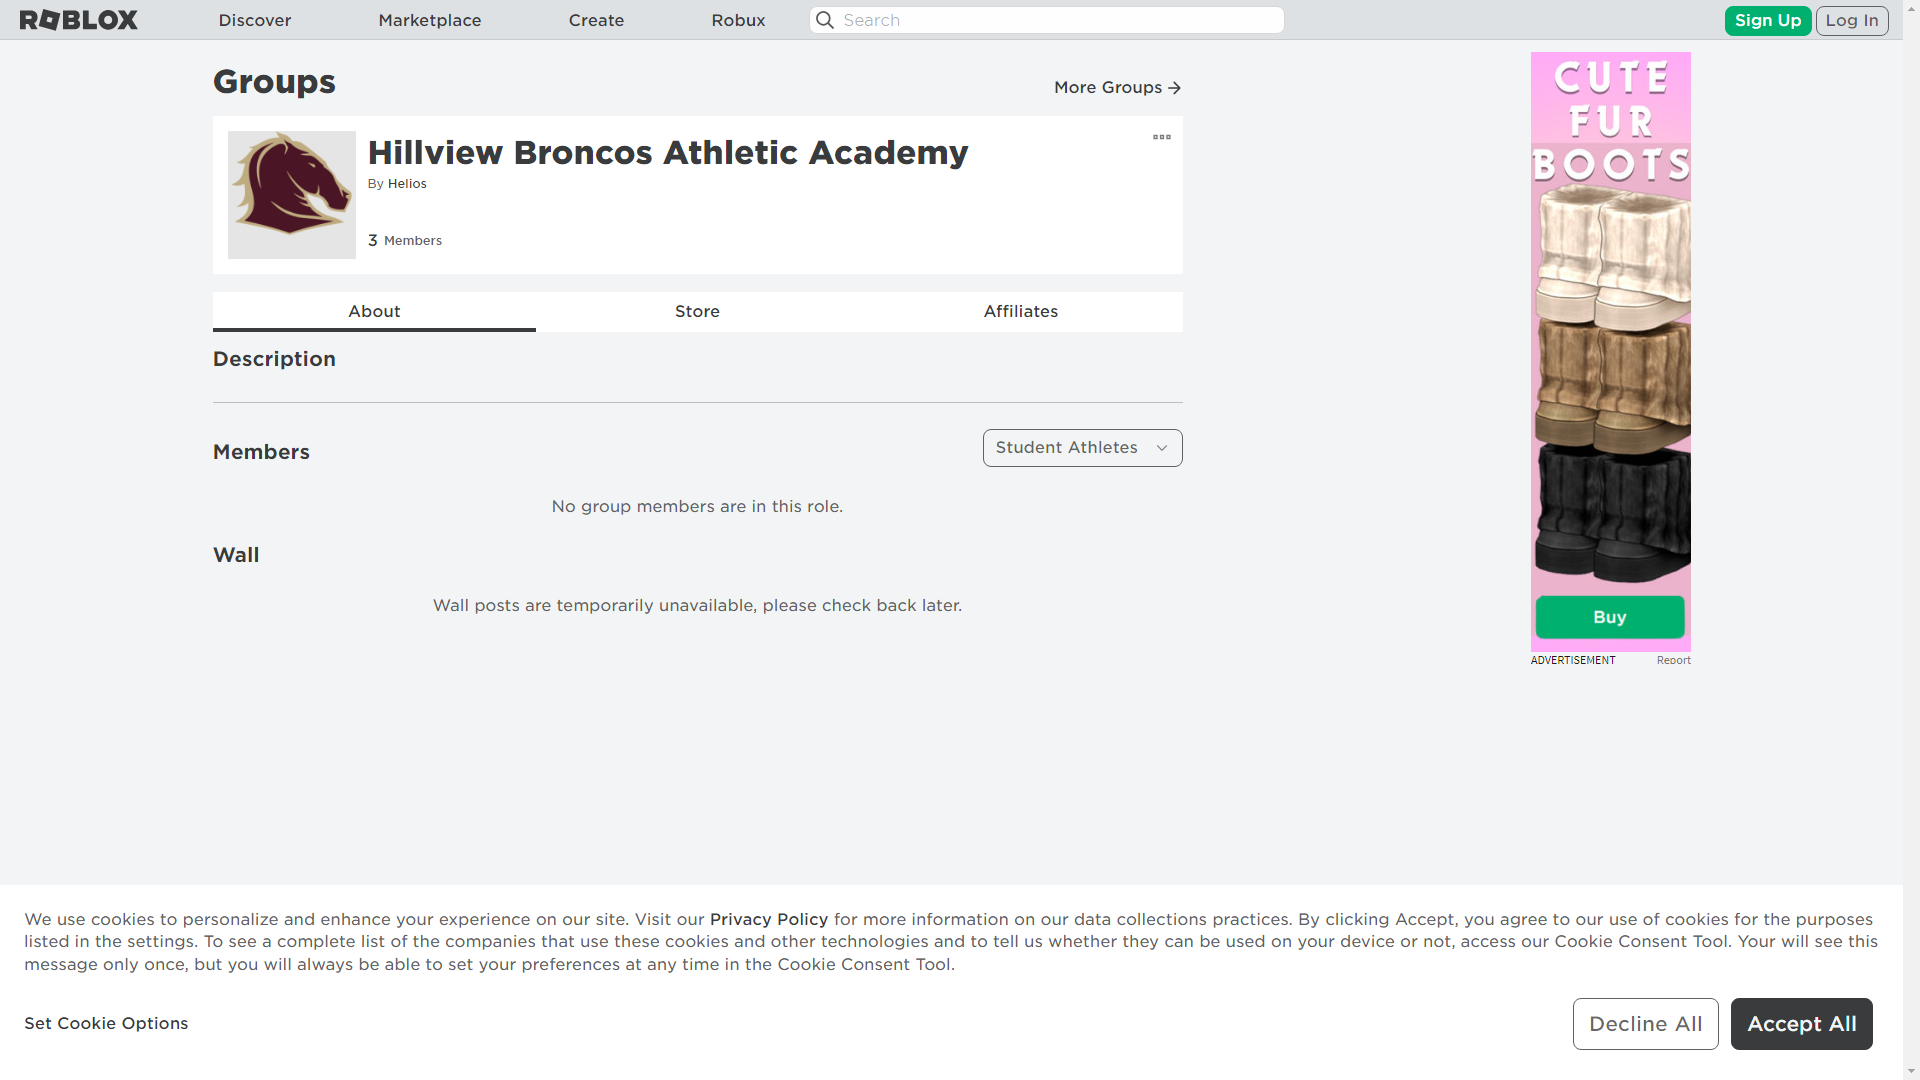 ROBLOX
Discover
Marketplace
Create
Robux
Search
Sign Up
Log In
Groups
More Groups
Hillview Broncos Athletic Academy
By Helios
3 Members
About
Store
Affiliates
Description
Members
Student Athletes
No group members are in this role.
Wall
Wall posts are temporarily unavailable, please check back later.
CUTE
FUR
BOOTS
Buy
ADVERTISEMENT
Report
We use cookies to personalize and enhance your experience on our site. Visit our Privacy Policy for more information on our data collections practices. By clicking Accept, you agree to our use of cookies for the purposes
listed in the settings. To see a complete list of the companies that use these cookies and other technologies and to tell us whether they can be used on your device or not, access our Cookie Consent Tool. Your will see this
message only once, but you will always be able to set your preferences at any time in the Cookie Consent Tool.
Set Cookie Options
Decline All
Accept All